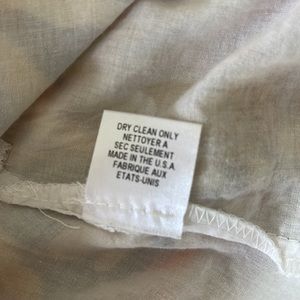 DRY CLEAN ONLY
NETTOYER A
SEC SEULEMENT
MADE IN THE U.S.A.
FABRIQUE AUX
ETATS-UNIS